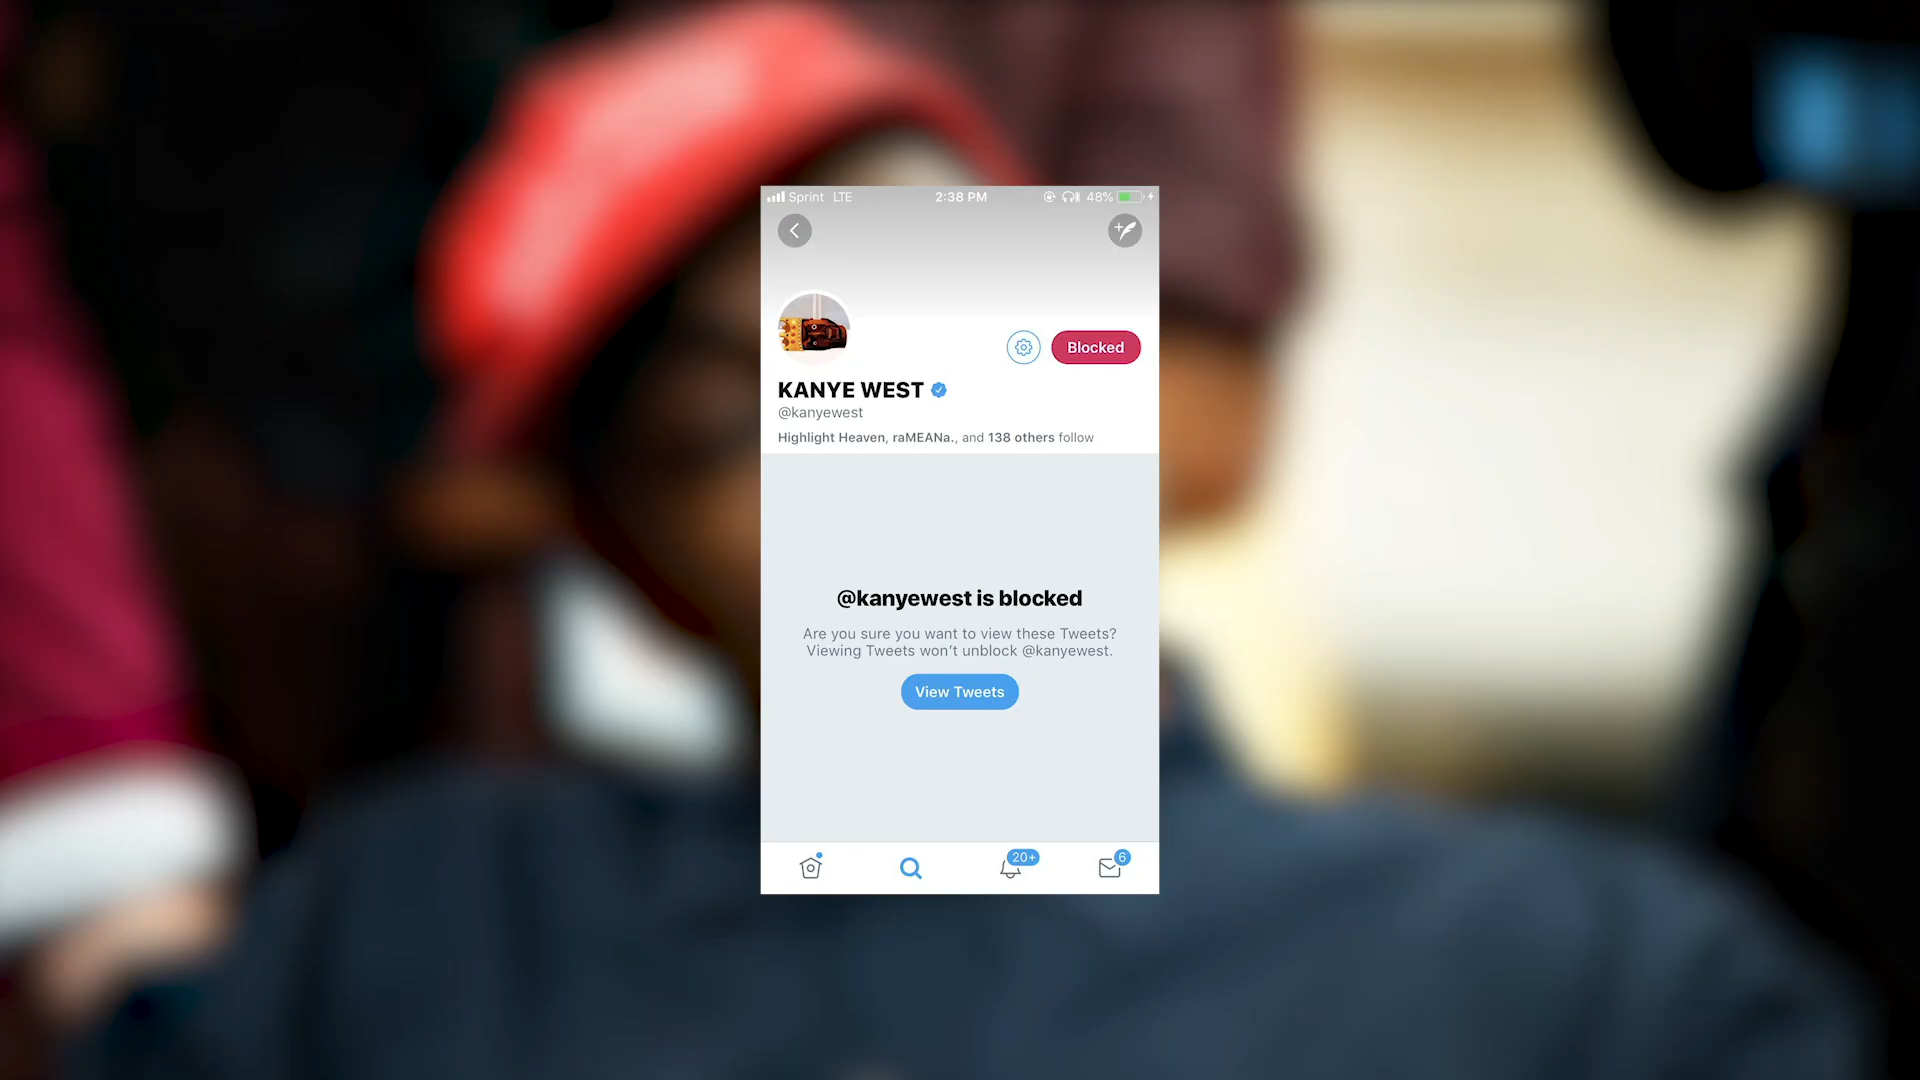 Sprint LTE 2:38 PM 48%
Blocked
KANYE WEST
@kanyewest
Highlight Heaven, raMEANa., and 138 others follow
@kanyewest is blocked
Are you sure you want to view these Tweets?
Viewing Tweets won't unblock @kanyewest.
View Tweets
20+
6